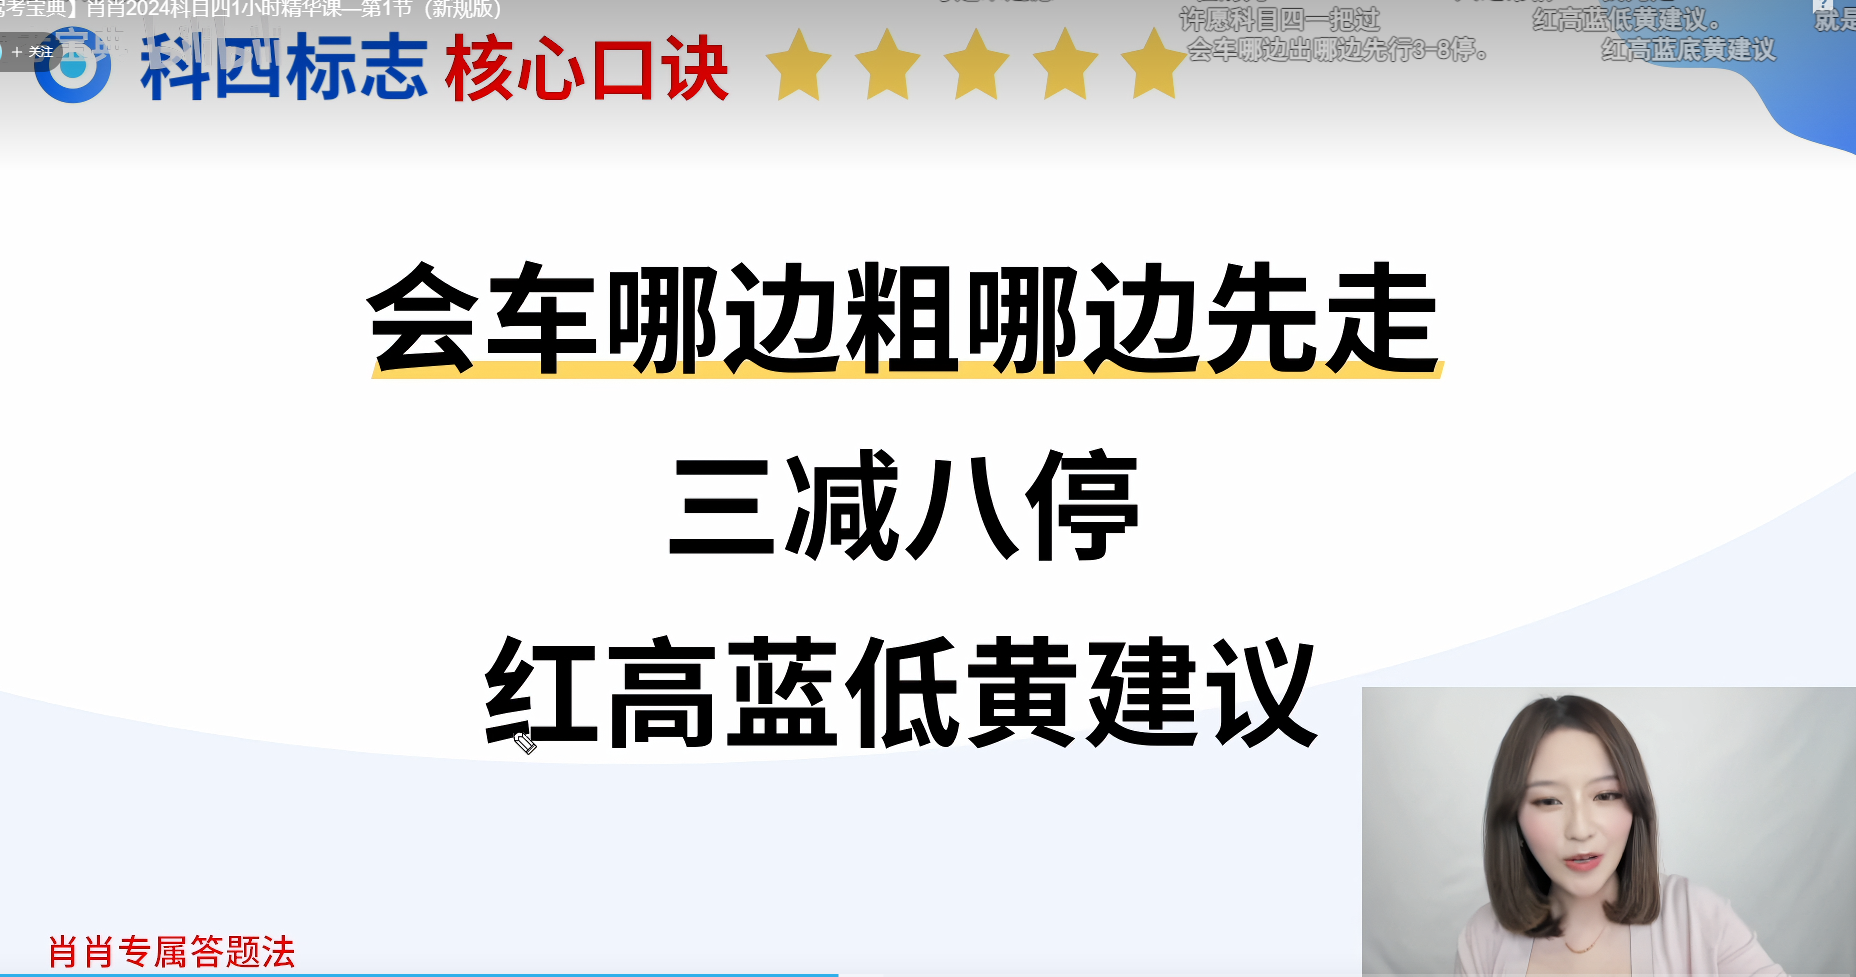 驾考宝典】肖肖2024科目四1小时精华课—第1节（新规版）
许愿科目四一把过
红高蓝低黄建议。
就是
+ 关注
宝典
会车哪边出哪边先行3-8停。
红高蓝底黄建议
科四标志 核心口诀
会车哪边粗哪边先走
三减八停
红高蓝低黄建议
肖肖专属答题法